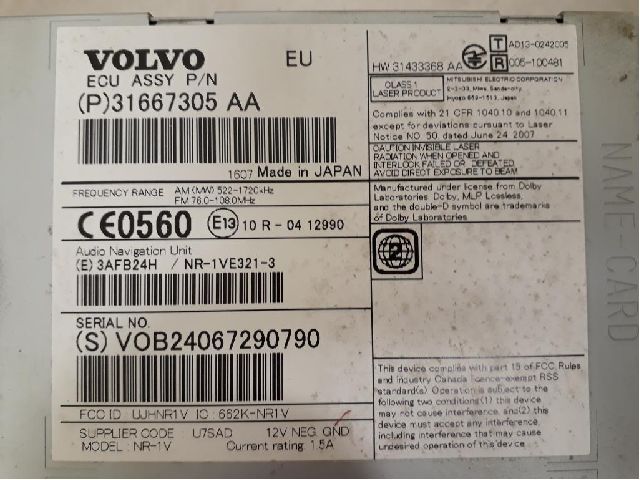 VOLVO EU
ECU ASSY P/N
(P)31667305 AA
1607 Made in JAPAN
FREQUENCY RANGE AM(MW) 522-1720kHz
FM 76.0-108.0MHz
CE0560 E13 10 R - 04 12990
Audio Navigation Unit
(E) 3AFB24H / NR-1VE321-3
SERIAL NO.
(S) VOB24067290790
FCC ID UJHNR1V IC : 662K-NR1V
SUPPLIER CODE U7SAD 12V NEG. GND
MODEL : NR-1V Current rating: 1.5A
HW 31433368 AA
T AD13-0242005
R 005-100481
CLASS 1
LASER PRODUCT
MITSUBISHI ELECTRIC CORPORATION
Complies with 21 CFR 1040.10 and 1040.11
except for deviations pursuant to Laser
Notice NO. 50, dated June 24, 2007
CAUTION INVISIBLE LASER
RADIATION WHEN OPENED AND
INTERLOCK FAILED OR DEFEATED
AVOID DIRECT EXPOSURE TO BEAM
Manufactured under license from Dolby
Laboratories. Dolby, MLP Lossless,
and the double-D symbol are trademarks
of Dolby Laboratories
2
This device complies with part 15 of FCC Rules
and Industry Canada licence-exempt RSS
standard(s). Operation is subject to the
following two conditions:(1) this device
may not cause interference, and(2) this
device must accept any interference,
including interference that may cause
undesired operation of this device
NAME-CARD